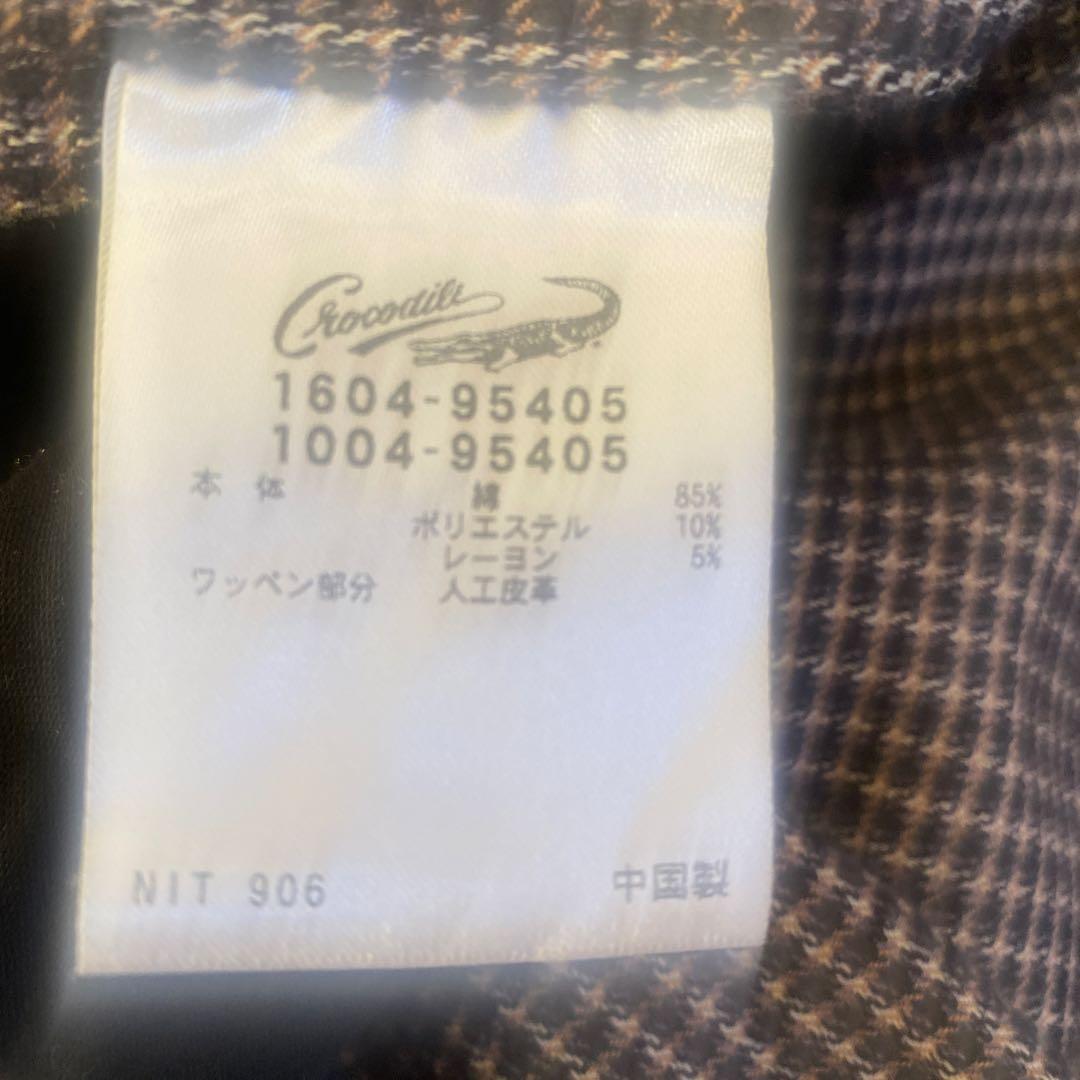 Crocodile
1604-95405
1004-95405
本 体 綿 85%
ポリエステル 10%
レーヨン 5%
ワッペン部分 人工皮革
NIT 906 中国製